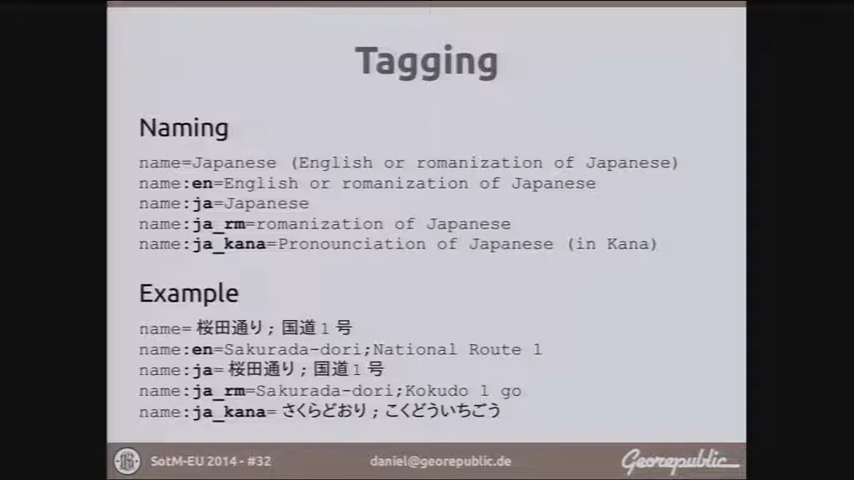 Tagging
Naming
name=Japanese (English or romanization of Japanese)
name:en=English or romanization of Japanese
name:ja=Japanese
name:ja_rm=romanization of Japanese
name:ja_kana=Pronounciation of Japanese (in Kana)
Example
name= 桜田通り ; 国道 1 号
name:en=Sakurada-dori;National Route 1
name:ja= 桜田通り ; 国道 1 号
name:ja_rm=Sakurada-dori;Kokudo 1 go
name:ja_kana= さくらどおり ; こくどういちごう
SotM-EU 2014 - #32
daniel@georepublic.de
Georepublic